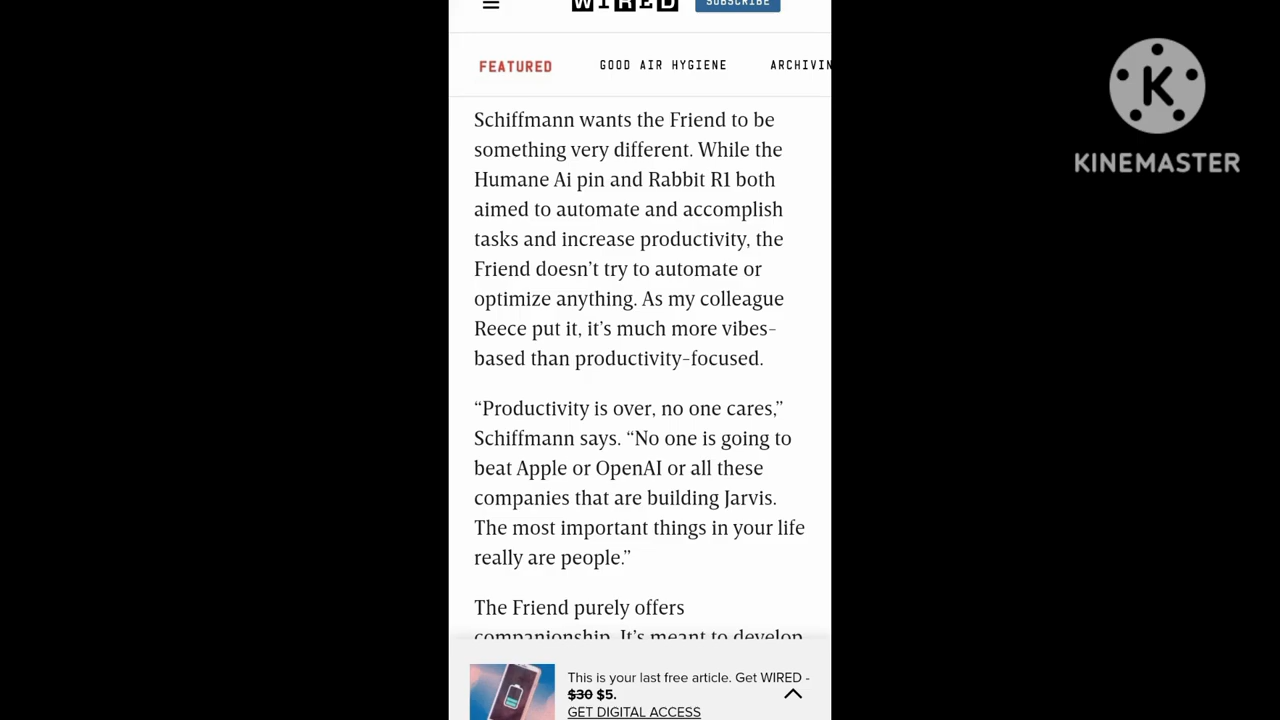 WIRED
SUBSCRIBE
FEATURED
GOOD AIR HYGIENE
ARCHIVIN
K
KINEMASTER
Schiffmann wants the Friend to be
something very different. While the
Humane Ai pin and Rabbit R1 both
aimed to automate and accomplish
tasks and increase productivity, the
Friend doesn’t try to automate or
optimize anything. As my colleague
Reece put it, it’s much more vibes-
based than productivity-focused.
“Productivity is over, no one cares,”
Schiffmann says. “No one is going to
beat Apple or OpenAI or all these
companies that are building Jarvis.
The most important things in your life
really are people.”
The Friend purely offers
companionship. It’s meant to develop
This is your last free article. Get WIRED -
$30 $5.
GET DIGITAL ACCESS